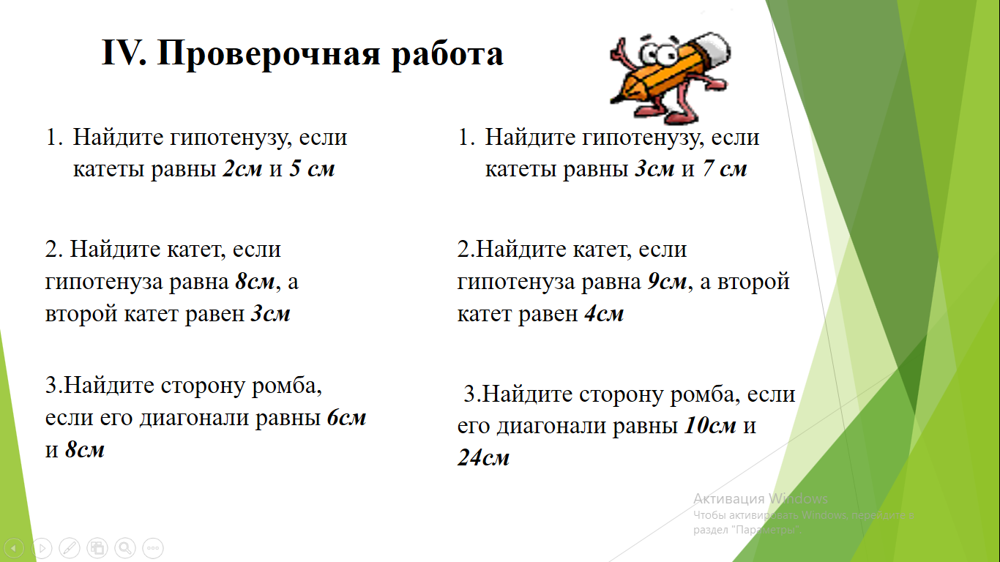 IV. Проверочная работа
1. Найдите гипотенузу, если
катеты равны 2см и 5 см
2. Найдите катет, если
гипотенуза равна 8см, а
второй катет равен 3см
3.Найдите сторону ромба,
если его диагонали равны 6см
и 8см
1. Найдите гипотенузу, если
катеты равны 3см и 7 см
2.Найдите катет, если
гипотенуза равна 9см, а второй
катет равен 4см
3.Найдите сторону ромба, если
его диагонали равны 10см и
24см
Активация Windows
Чтобы активировать Windows, перейдите в
раздел "Параметры".